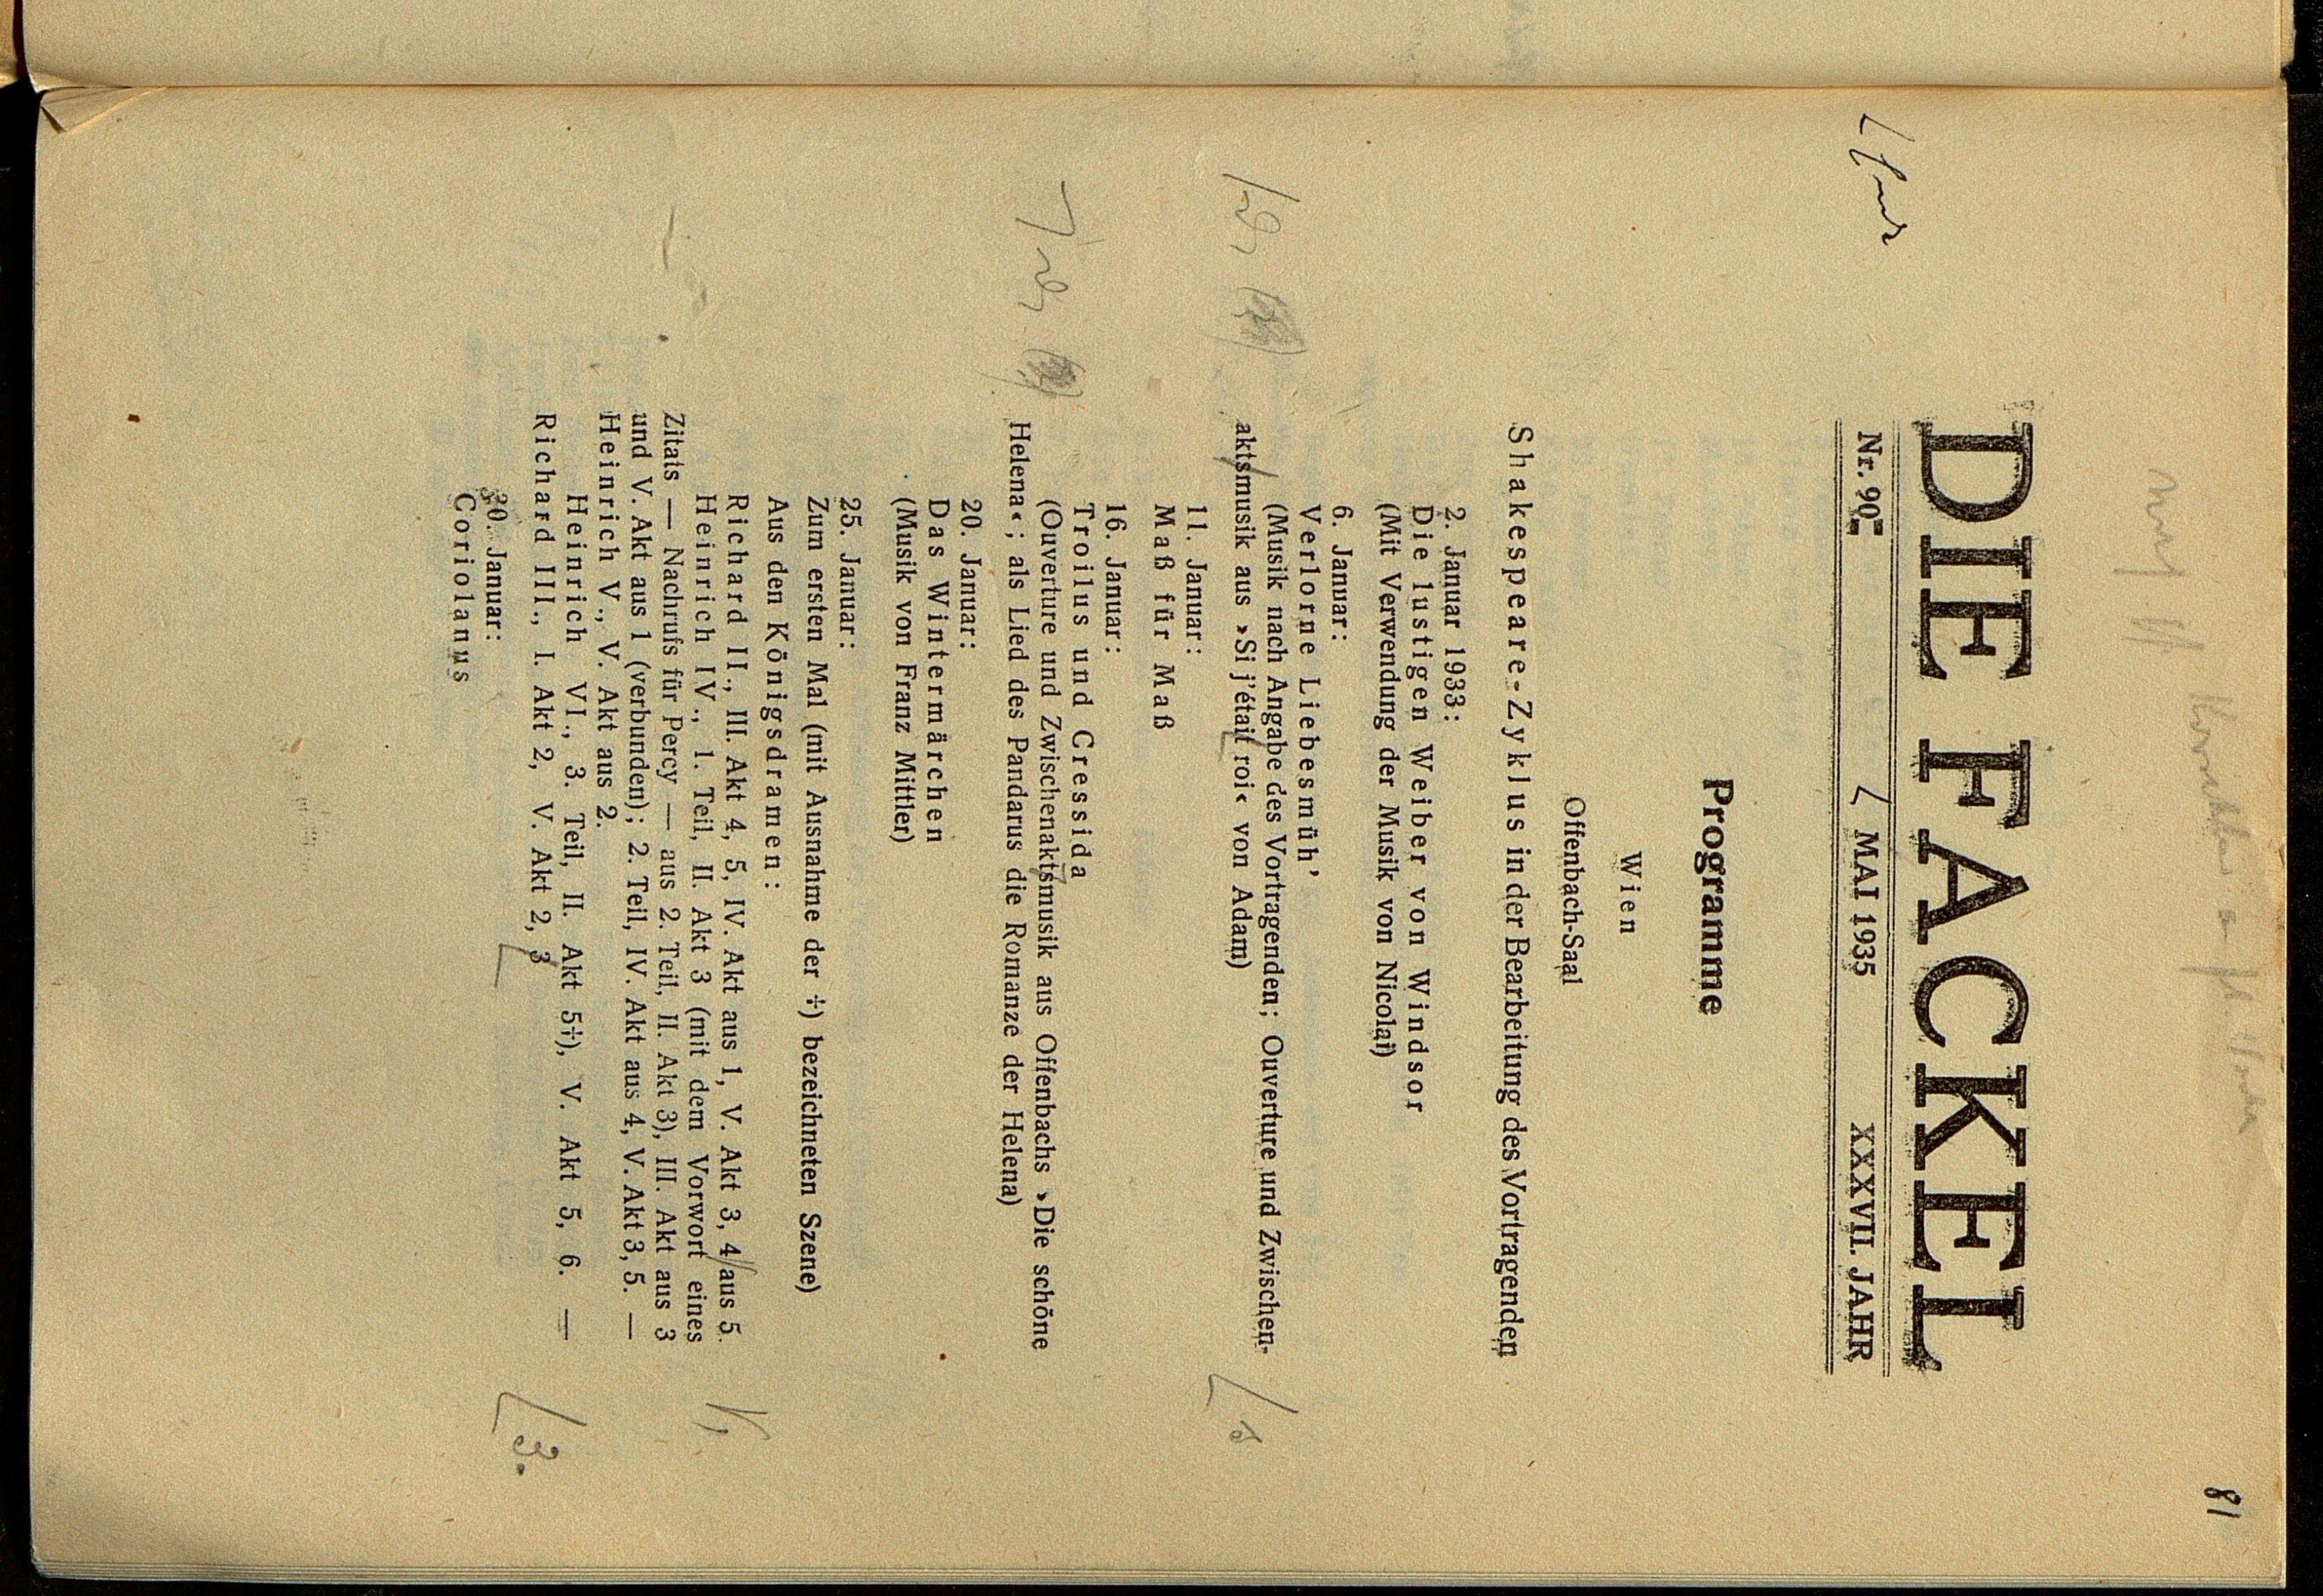 81
DIE FACKEL
Nr. 90 MAI 1935 XXXVII. JAHR
Programme
Wien
Offenbach-Saal
Shakespeare-Zyklus in der Bearbeitung des Vortragenden
2. Januar 1933:
Die lustigen Weiber von Windsor
(Mit Verwendung der Musik von Nicolai)
6. Januar:
Verlorne Liebesmüh’
(Musik nach Angabe des Vortragenden; Ouverture und Zwischen-
aktsmusik aus ›Si j’était roi‹ von Adam)
11. Januar:
Maß für Maß
16. Januar:
Troilus und Cressida
(Ouverture und Zwischenaktsmusik aus Offenbachs ›Die schöne
Helena‹; als Lied des Pandarus die Romanze der Helena)
20. Januar:
Das Wintermärchen
(Musik von Franz Mittler)
25. Januar:
Zum ersten Mal (mit Ausnahme der ÷) bezeichneten Szene)
Aus den Königsdramen:
Richard II., III. Akt 4, 5, IV. Akt aus 1, V. Akt 3, 4 aus 5.
Heinrich IV., 1. Teil, II. Akt 3 (mit dem Vorwort eines
Zitats — Nachrufs für Percy — aus 2. Teil, II. Akt 3), III. Akt aus 3
und V. Akt aus 1 (verbunden); 2. Teil, IV. Akt aus 4, V. Akt 3, 5. —
Heinrich V., V. Akt aus 2.
Heinrich VI., 3. Teil, II. Akt 5÷), V. Akt 5, 6. —
Richard III., I. Akt 2, V. Akt 2, 3
3.
30. Januar:
Coriolanus